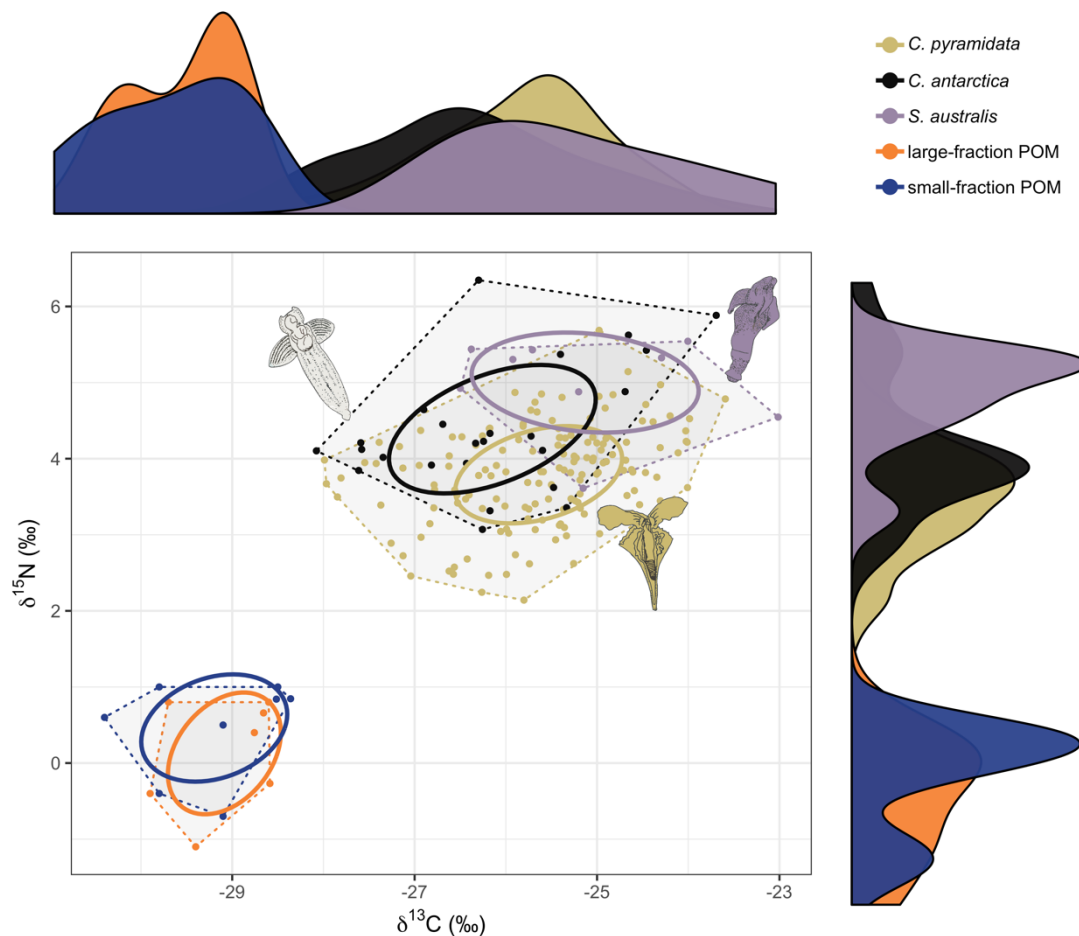 C. pyramidata
C. antarctica
S. australis
large-fraction POM
small-fraction POM
6
4
2
0
δ15N (‰)
-29
-27
-25
-23
δ13C (‰)